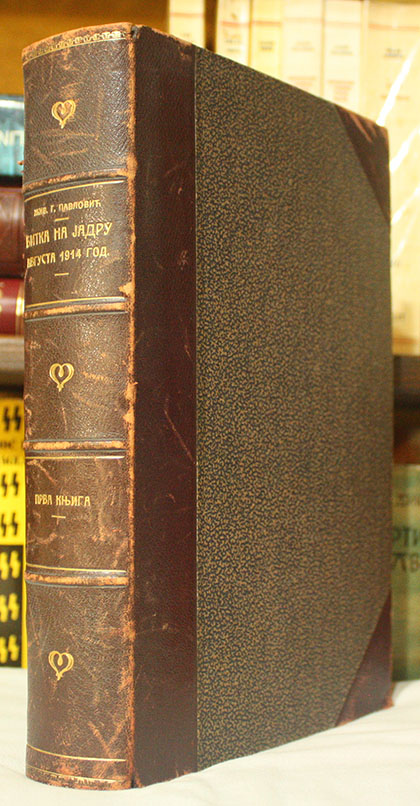 Жив. Г. Павловић
БИТКА НА ЈАДРУ
АВГУСТА 1914 ГОД.
ПРВА КЊИГА